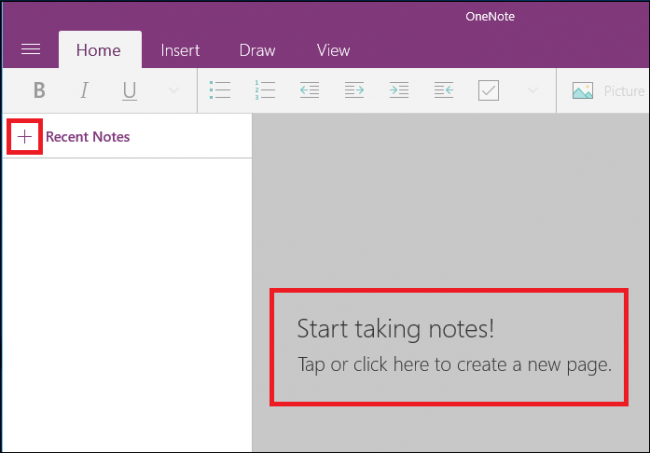 OneNote
Home Insert Draw View
B I U Picture
Recent Notes
Start taking notes!
Tap or click here to create a new page.